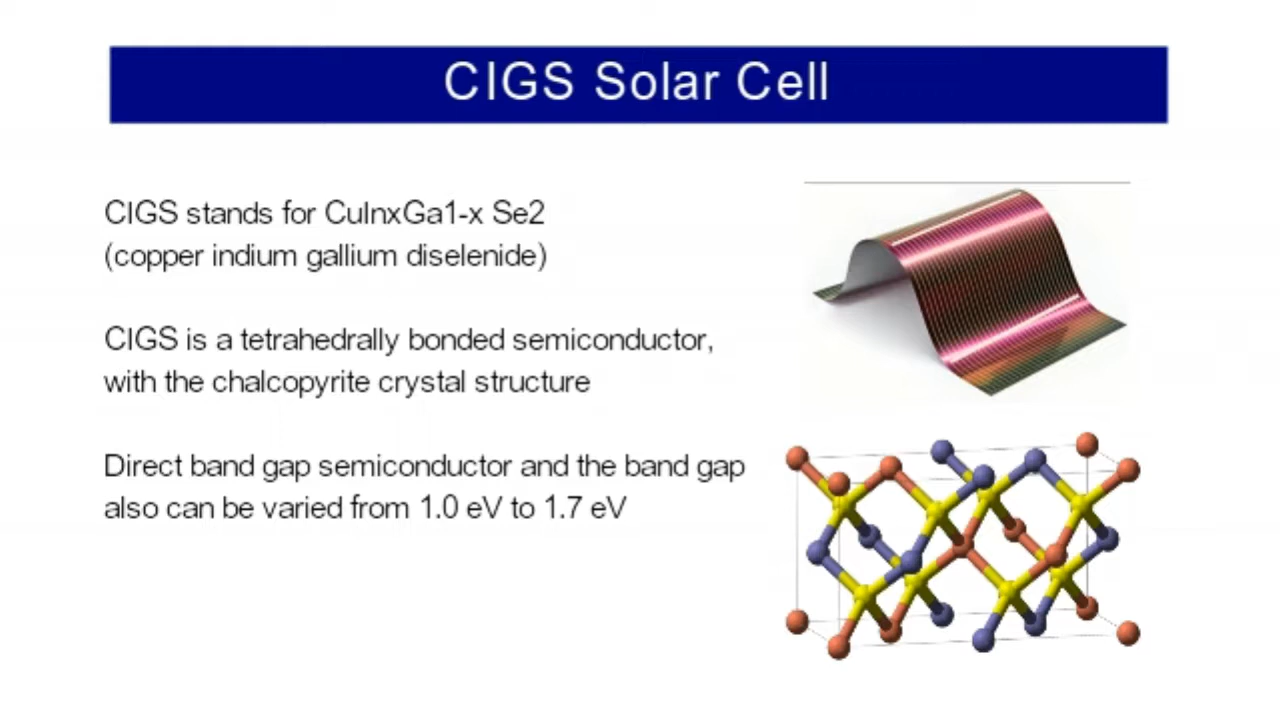 CIGS Solar Cell
CIGS stands for CuInxGa1-x Se2
(copper indium gallium diselenide)
CIGS is a tetrahedrally bonded semiconductor,
with the chalcopyrite crystal structure
Direct band gap semiconductor and the band gap
also can be varied from 1.0 eV to 1.7 eV